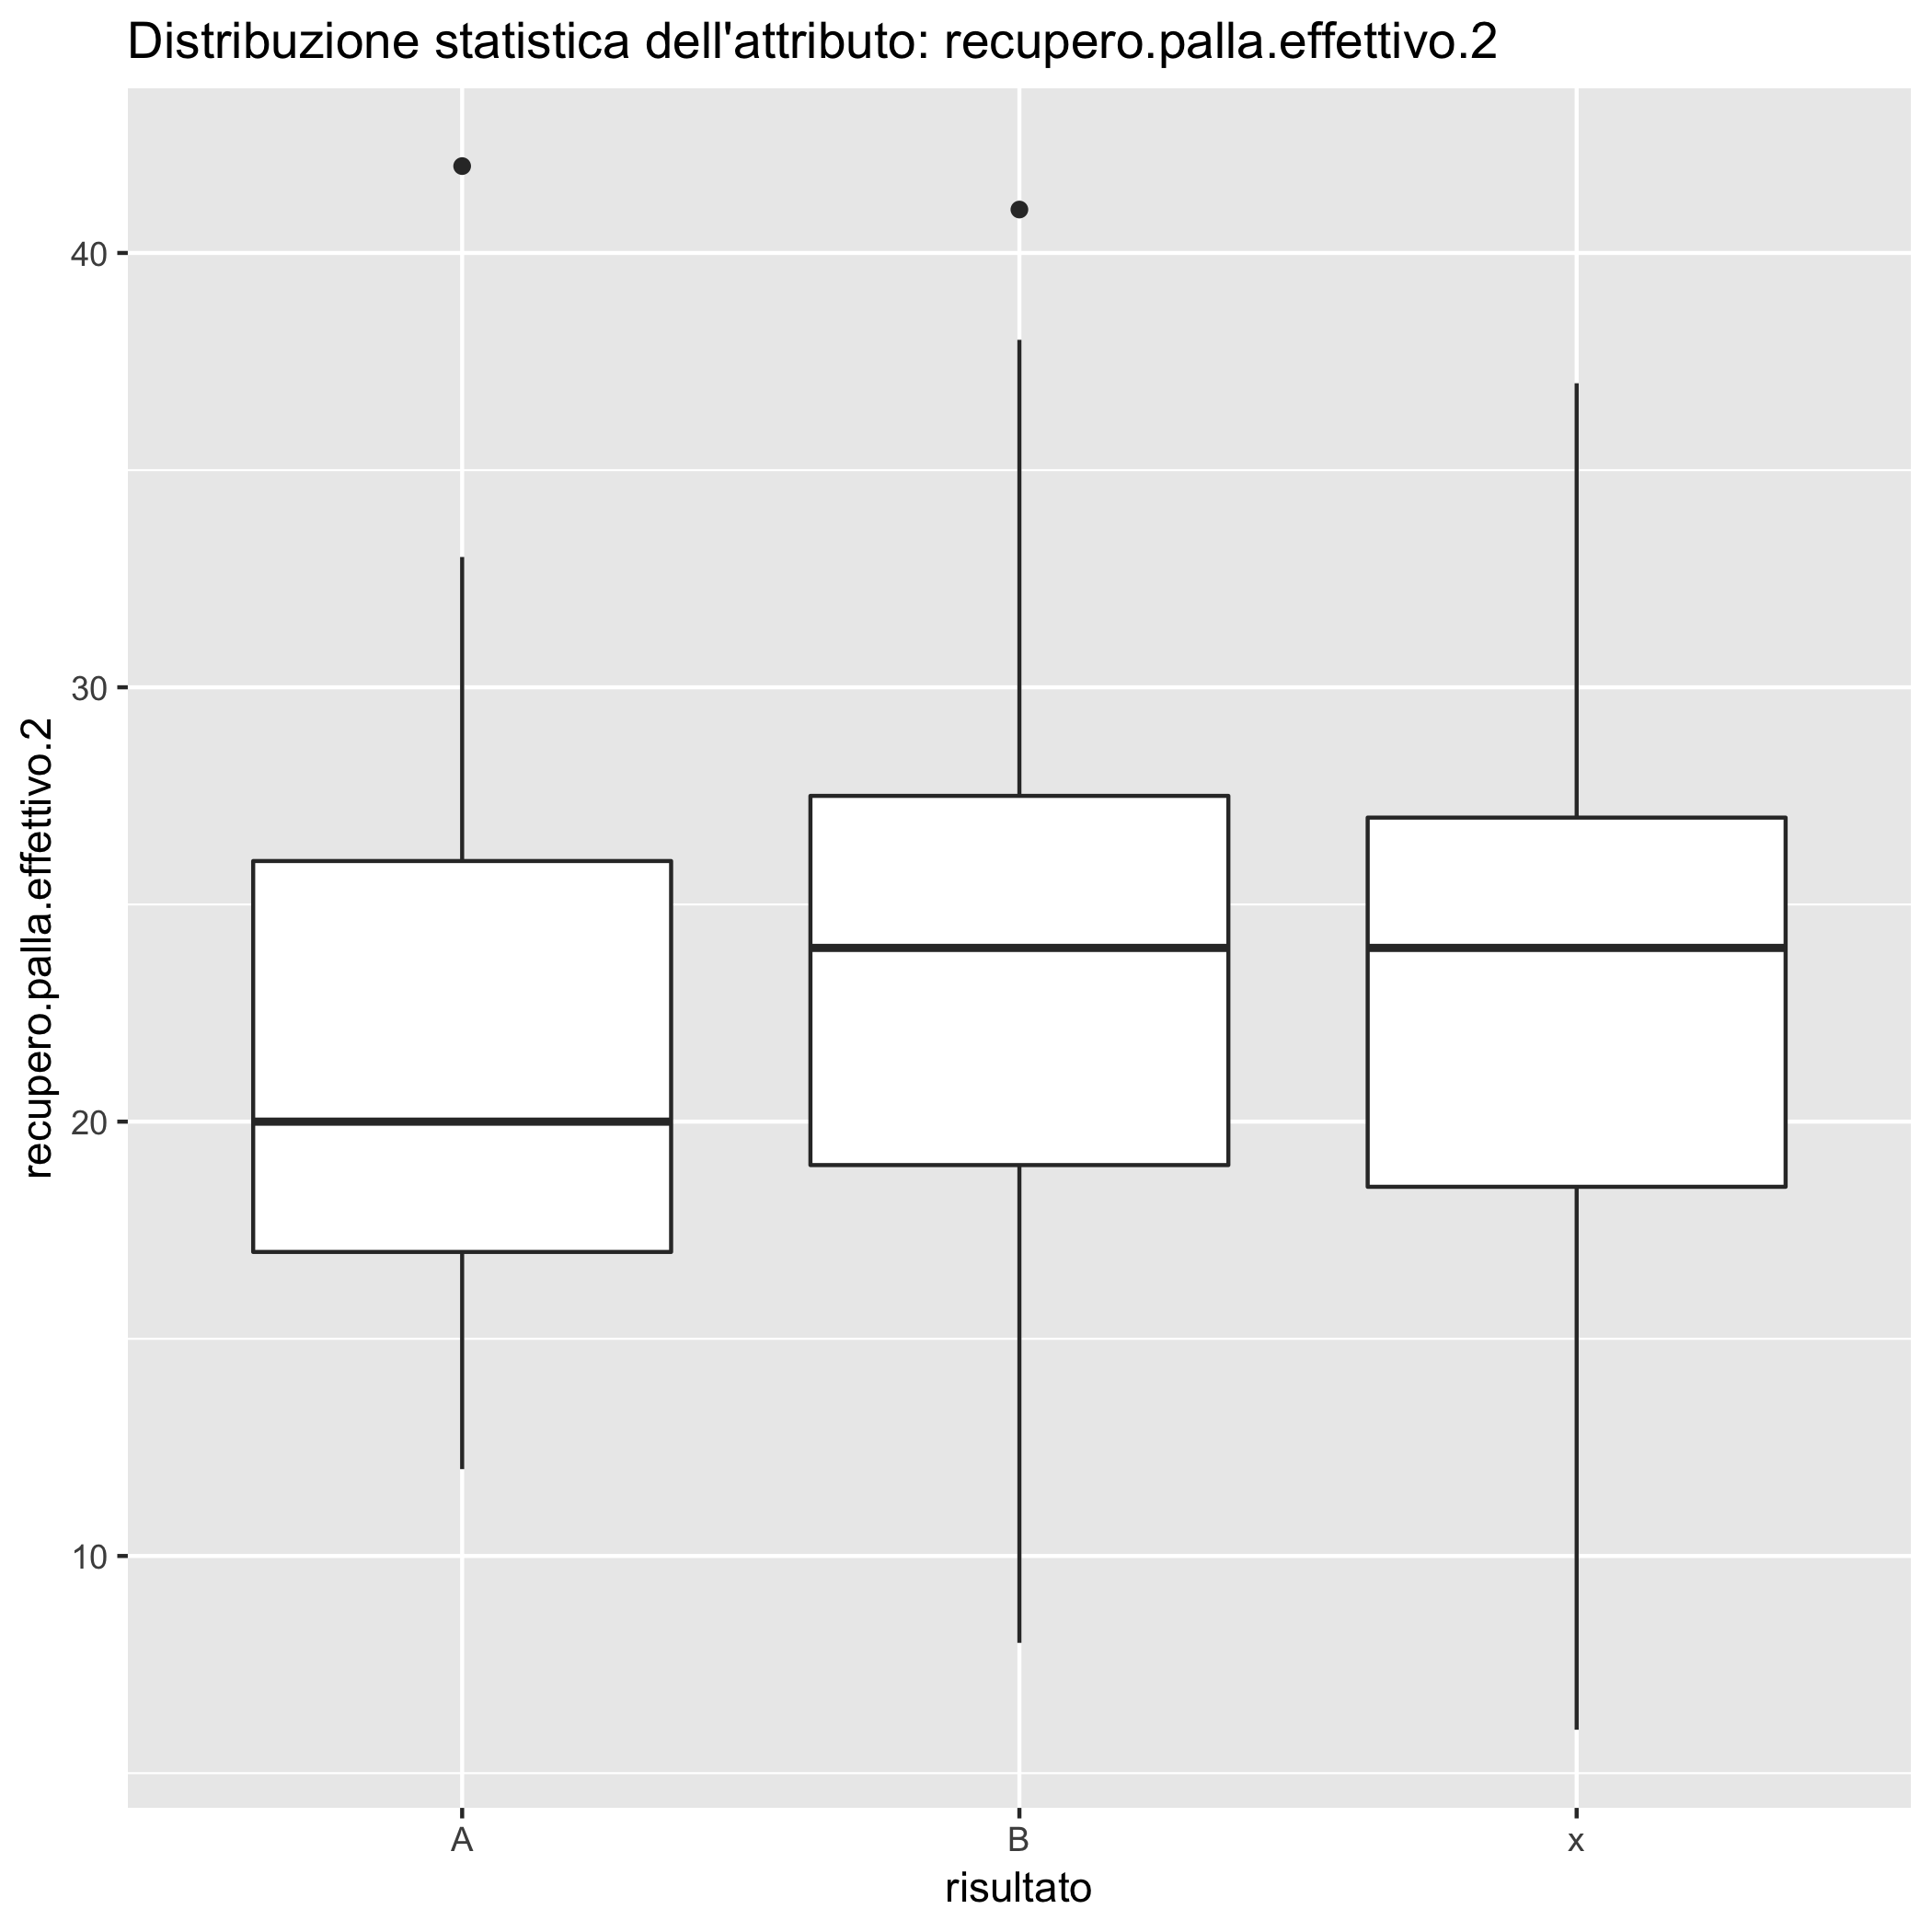 Distribuzione statistica dell'attributo: recupero.palla.effettivo.2
recupero.palla.effettivo.2
40
30
20
10
A
B
x
risultato